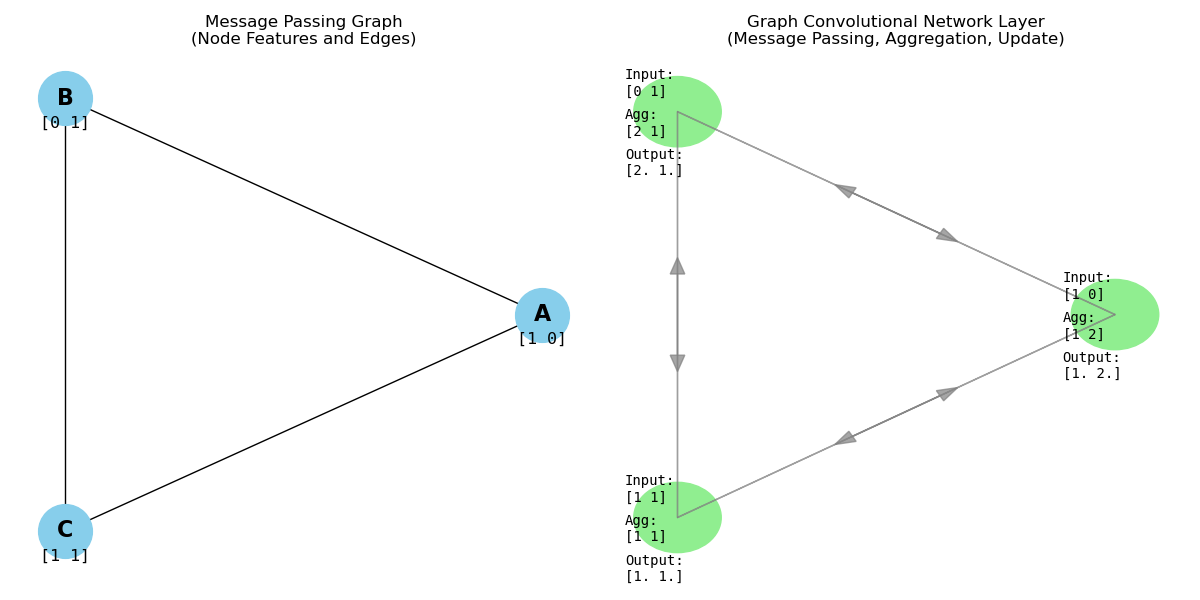 Message Passing Graph
(Node Features and Edges)
B
[0 1]
A
[1 0]
C
[1 1]
Graph Convolutional Network Layer
(Message Passing, Aggregation, Update)
Input:
[0 1]
Agg:
[2 1]
Output:
[2. 1.]
Input:
[1 0]
Agg:
[1 2]
Output:
[1. 2.]
Input:
[1 1]
Agg:
[1 1]
Output:
[1. 1.]